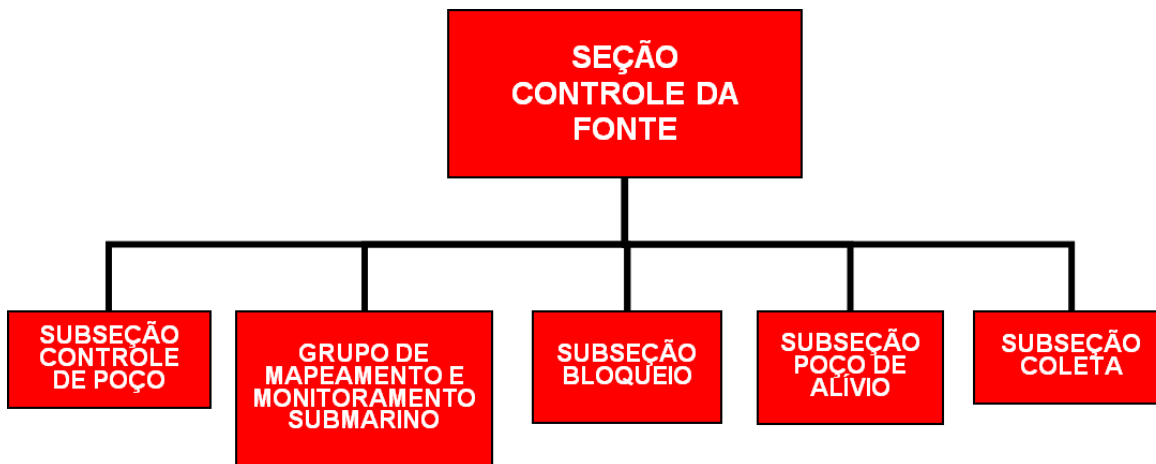 SEÇÃO
CONTROLE DA
FONTE
SUBSEÇÃO
CONTROLE
DE POÇO
GRUPO DE
MAPEAMENTO E
MONITORAMENTO
SUBMARINO
SUBSEÇÃO
BLOQUEIO
SUBSEÇÃO
POÇO DE
ALÍVIO
SUBSEÇÃO
COLETA